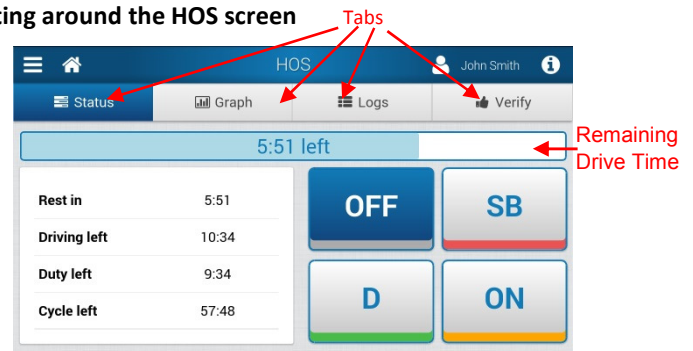 ting around the HOS screen
Tabs
HOS
John Smith
Status
Graph
Logs
Verify
5:51 left
Remaining
Drive Time
Rest in 5:51
Driving left 10:34
Duty left 9:34
Cycle left 57:48
OFF
SB
D
ON